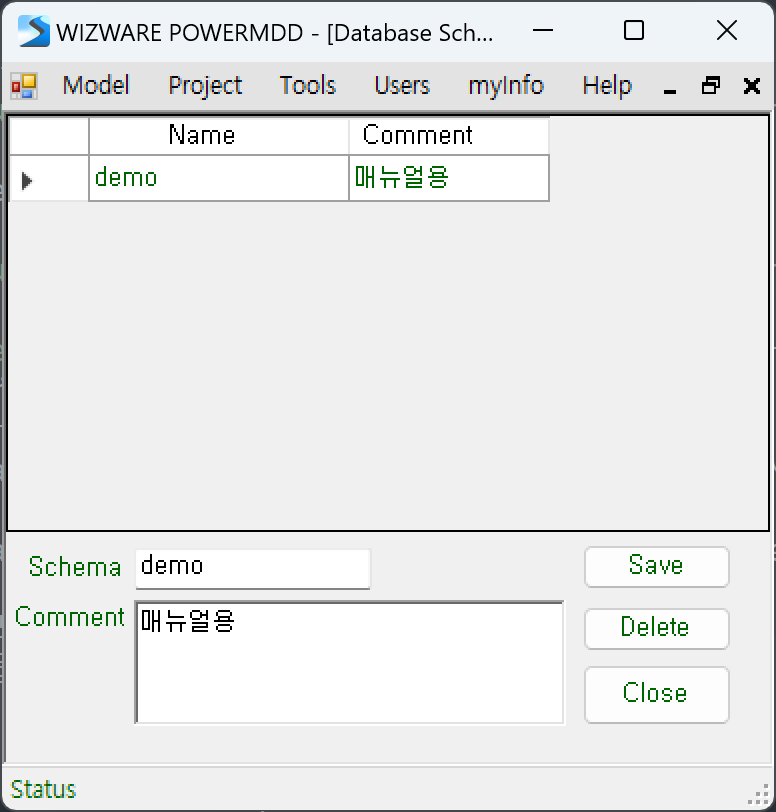 WIZWARE POWERMDD - [Database Sch...
Model Project Tools Users myInfo Help
Name Comment
demo 매뉴얼용
Schema demo Save
Comment 매뉴얼용 Delete
Close
Status